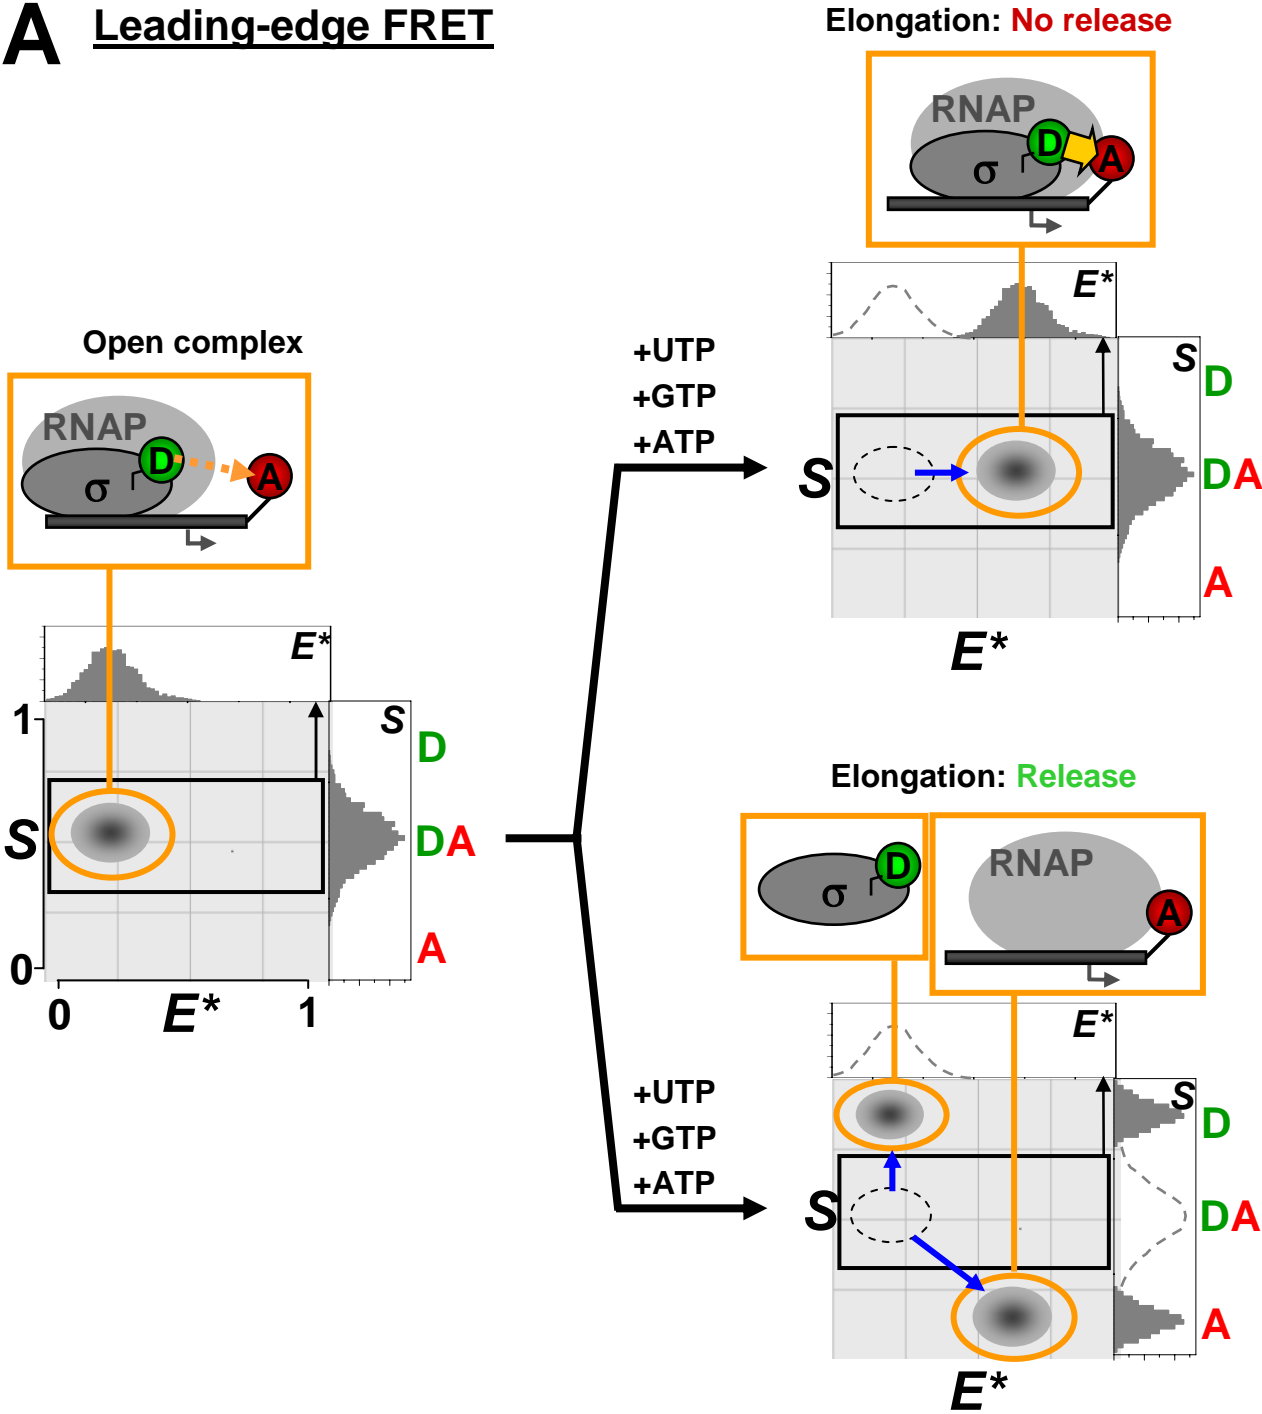 A Leading-edge FRET
Elongation: No release
RNAP
D
A
σ
E*
S
D
DA
A
S
E*
+UTP
+GTP
+ATP
Open complex
RNAP
D
A
σ
E*
1
S
D
S
DA
A
0
0 E* 1
Elongation: Release
σ
D
RNAP
A
E*
S
D
S
DA
A
E*
+UTP
+GTP
+ATP